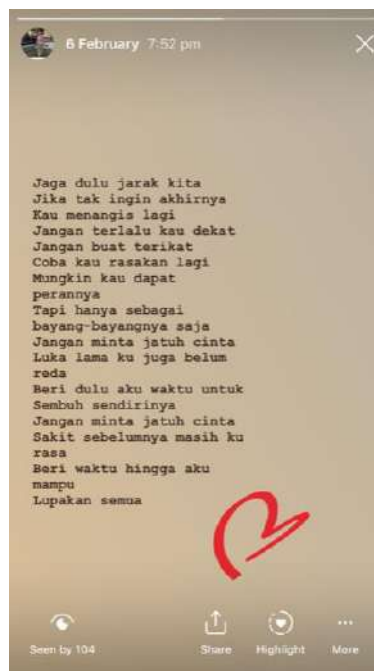 6 February 7:52 pm
Jaga dulu jarak kita
Jika tak ingin akhirnya
Kau menangis lagi
Jangan terlalu kau dekat
Jangan buat terikat
Coba kau rasakan lagi
Mungkin kau dapat
perannya
Tapi hanya sebagai
bayang-bayangnya saja
Jangan minta jatuh cinta
Luka lama ku juga belum
reda
Beri dulu aku waktu untuk
Sembuh sendirinya
Jangan minta jatuh cinta
Sakit sebelumnya masih ku
rasa
Beri waktu hingga aku
mampu
Lupakan semua
Seen by 104 Share Highlight More